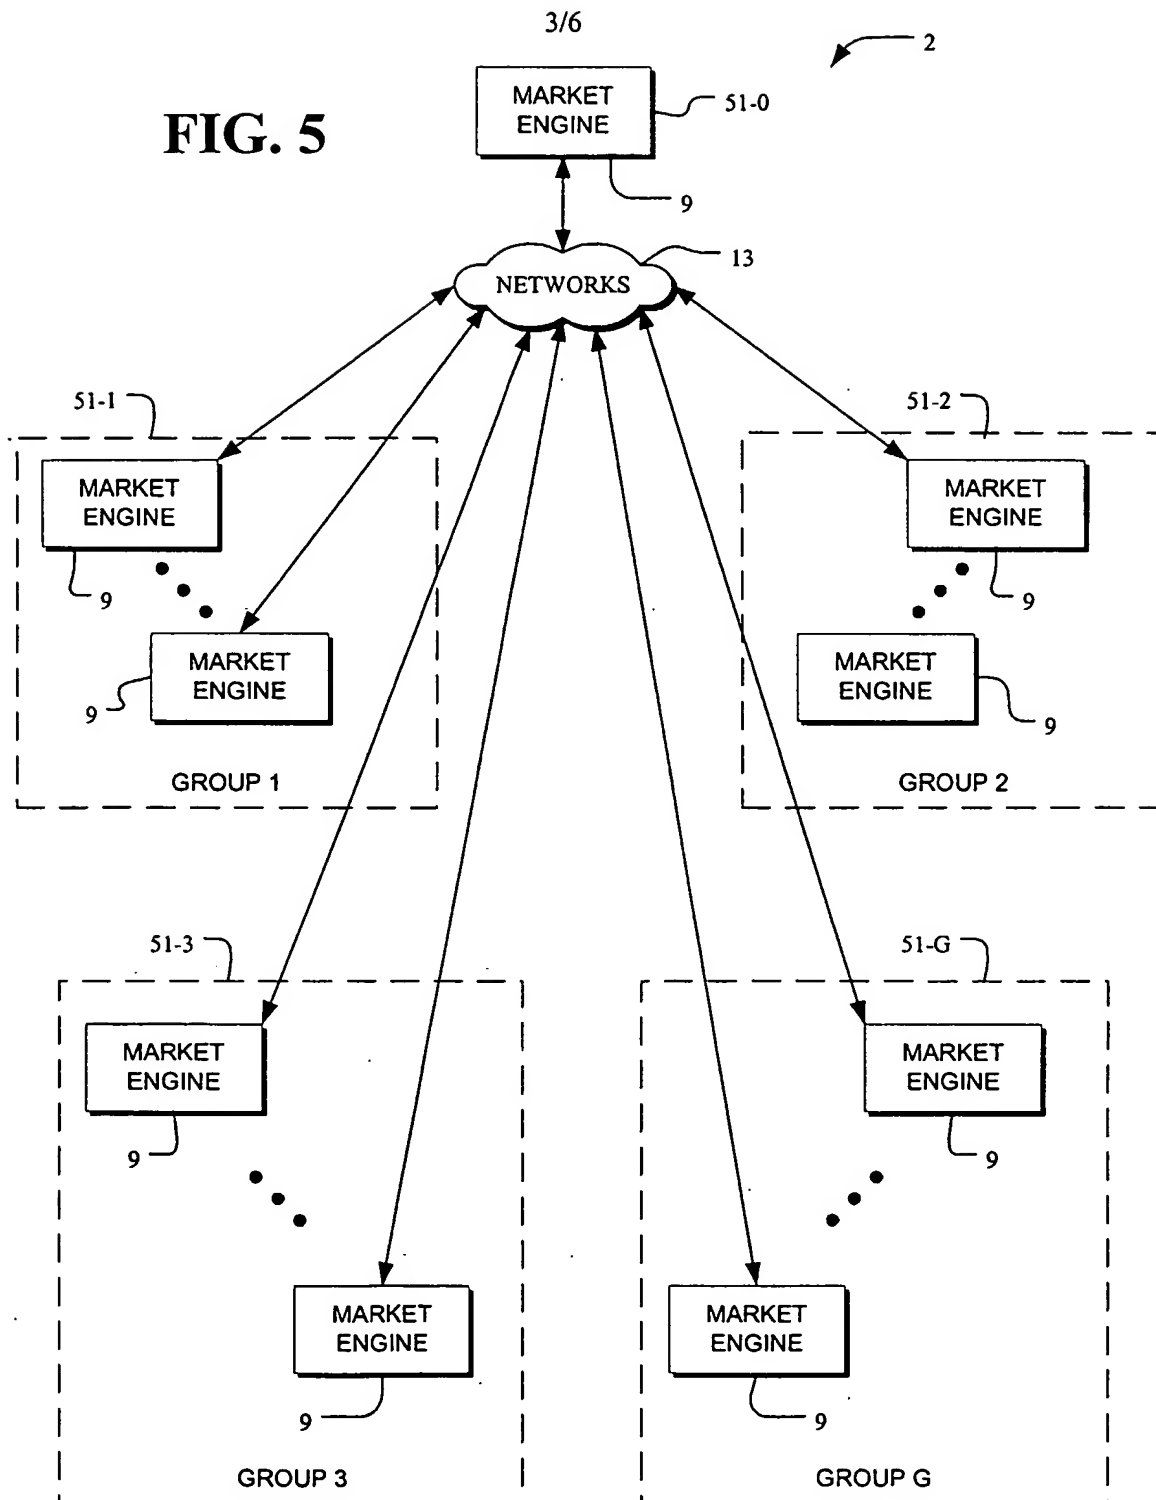 3/6
2
FIG. 5
MARKET
ENGINE
51-0
9
NETWORKS
13
51-1
MARKET
ENGINE
9
MARKET
ENGINE
9
GROUP 1
51-2
MARKET
ENGINE
9
MARKET
ENGINE
9
GROUP 2
51-3
MARKET
ENGINE
9
MARKET
ENGINE
9
GROUP 3
51-G
MARKET
ENGINE
9
MARKET
ENGINE
9
GROUP G